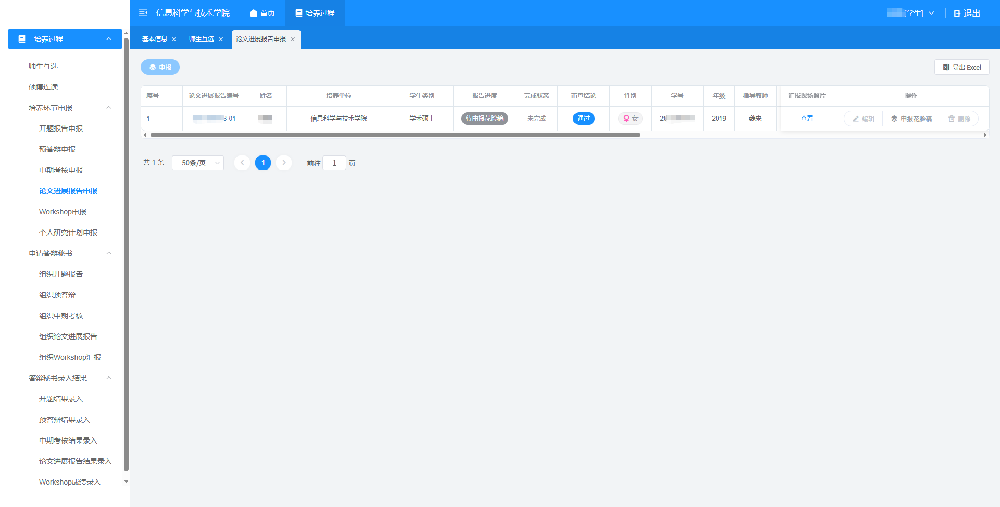 信息科学与技术学院 首页 培养过程 学生] 退出
基本信息 师生互选 论文进展报告申报
培养过程
师生互选
硕博连读
培养环节申报
开题报告申报
预答辩申报
中期考核申报
论文进展报告申报
Workshop申报
个人研究计划申报
申请答辩秘书
组织开题报告
组织预答辩
组织中期考核
组织论文进展报告
组织Workshop汇报
答辩秘书录入结果
开题结果录入
预答辩结果录入
中期考核结果录入
论文进展报告结果录入
Workshop成绩录入
申报 导出 Excel
序号 论文进展报告编号 姓名 培养单位 学生类别 报告进度 完成状态 审查结论 性别 学号 年级 指导教师 汇报现场照片 操作
1 3-01 信息科学与技术学院 学术硕士 待申报花脸稿 未完成 通过 女 20 2019 魏来 查看 编辑 申报花脸稿 删除
共 1 条 50条/页 1 前往 1 页